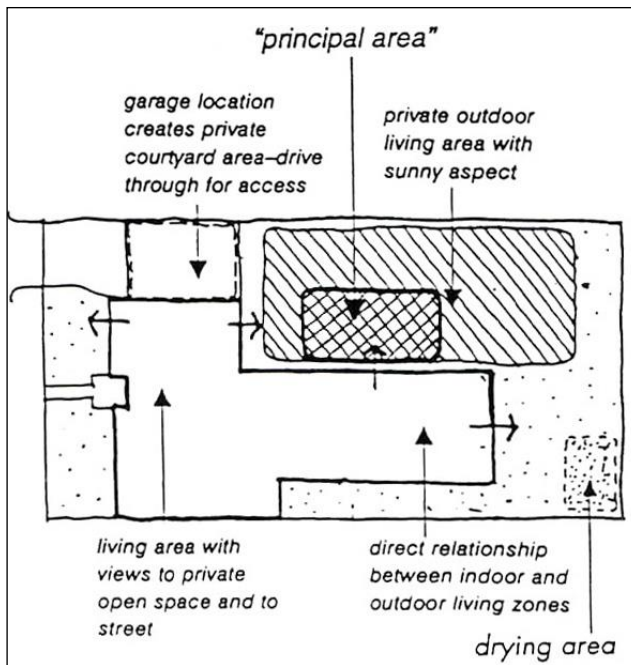 "principal area"
garage location
creates private
courtyard area–drive
through for access
private outdoor
living area with
sunny aspect
living area with
views to private
open space and to
street
direct relationship
between indoor and
outdoor living zones
drying area